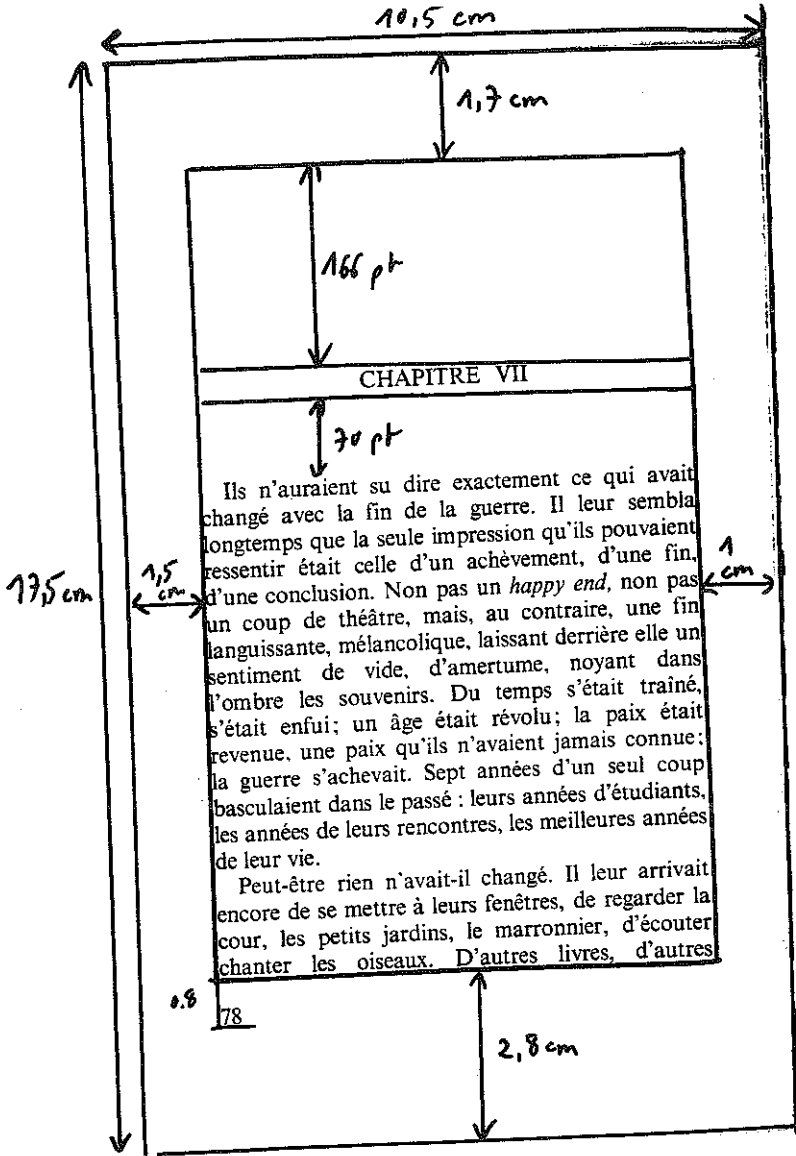 10,5 cm
1,7 cm
166 pt
CHAPITRE VII
70 pt
Ils n'auraient su dire exactement ce qui avait
changé avec la fin de la guerre. Il leur sembla
longtemps que la seule impression qu'ils pouvaient
ressentir était celle d'un achèvement, d'une fin,
d'une conclusion. Non pas un happy end, non pas
un coup de théâtre, mais, au contraire, une fin
languissante, mélancolique, laissant derrière elle un
sentiment de vide, d'amertume, noyant dans
l'ombre les souvenirs. Du temps s'était traîné,
s'était enfui; un âge était révolu; la paix était
revenue, une paix qu'ils n'avaient jamais connue;
la guerre s'achevait. Sept années d'un seul coup
basculaient dans le passé : leurs années d'étudiants,
les années de leurs rencontres, les meilleures années
de leur vie.
Peut-être rien n'avait-il changé. Il leur arrivait
encore de se mettre à leurs fenêtres, de regarder la
cour, les petits jardins, le marronnier, d'écouter
chanter les oiseaux. D'autres livres, d'autres
17,5 cm
1,5 cm
1 cm
0.8
78
2,8 cm